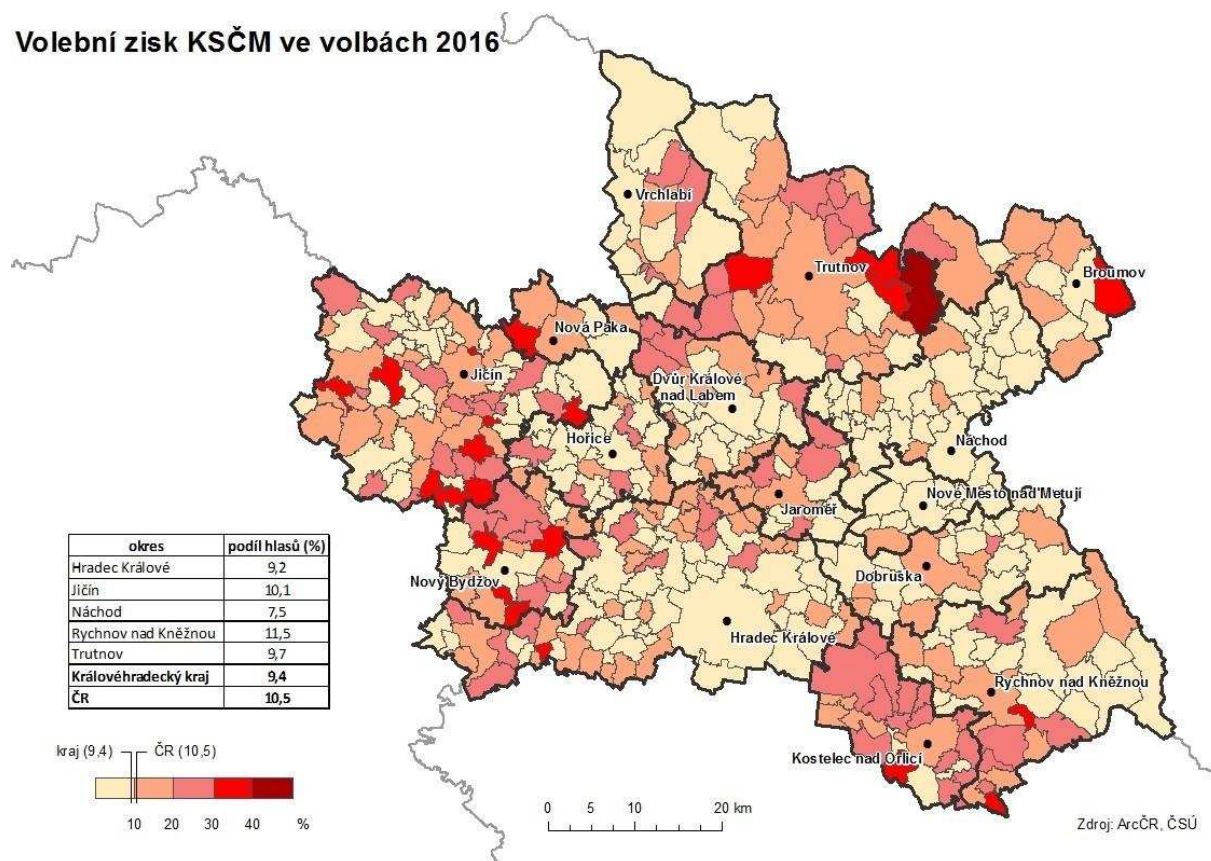 Volební zisk KSČM ve volbách 2016
Vrchlabí
Trutnov
Broumov
Nová Paka
Jičín
Dvůr Králové
nad Labem
Hořice
Náchod
Jaroměř
Nové Město nad Metují
Nový Bydžov
Dobruška
Hradec Králové
Rychnov nad Kněžnou
Kostelec nad Orlicí
okres podíl hlasů (%)
Hradec Králové 9,2
Jičín 10,1
Náchod 7,5
Rychnov nad Kněžnou 11,5
Trutnov 9,7
Královéhradecký kraj 9,4
ČR 10,5
kraj (9,4) ČR (10,5)
10 20 30 40 %
0 5 10 20 km
Zdroj: ArcČR, ČSÚ